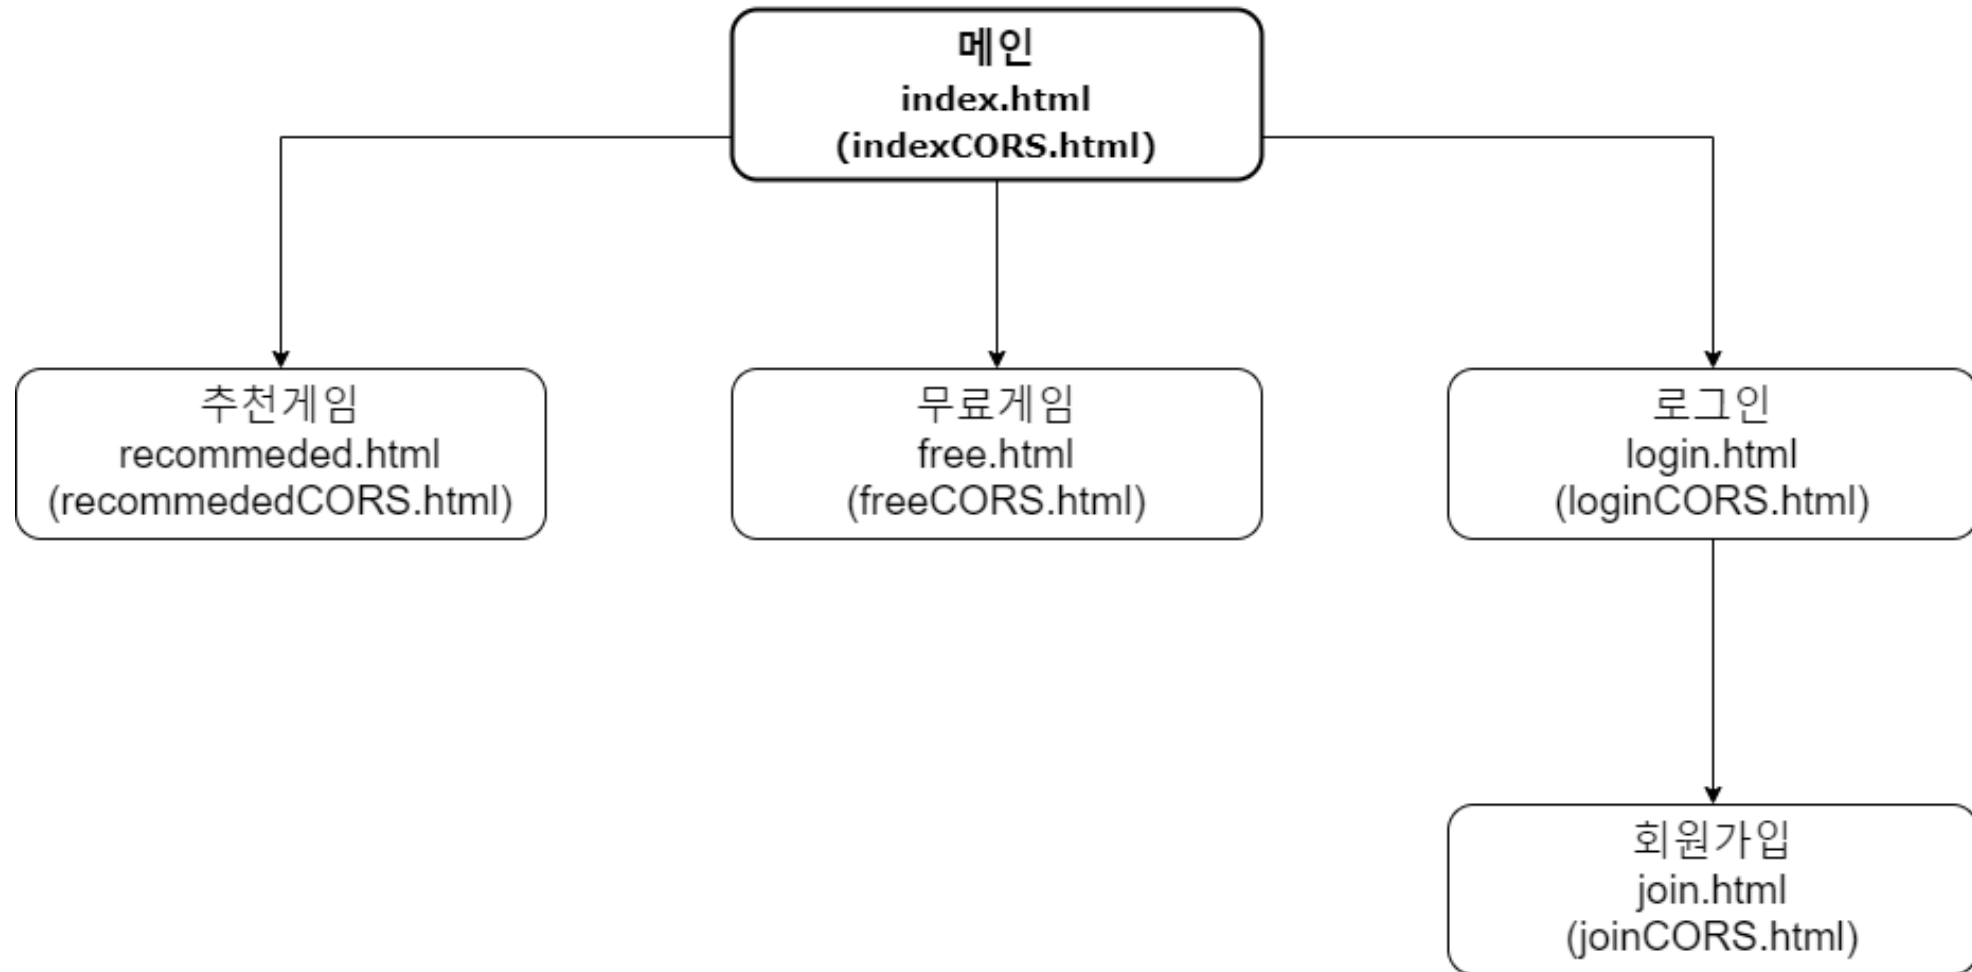 메인
index.html
(indexCORS.html)
추천게임
recommeded.html
(recommededCORS.html)
무료게임
free.html
(freeCORS.html)
로그인
login.html
(loginCORS.html)
회원가입
join.html
(joinCORS.html)